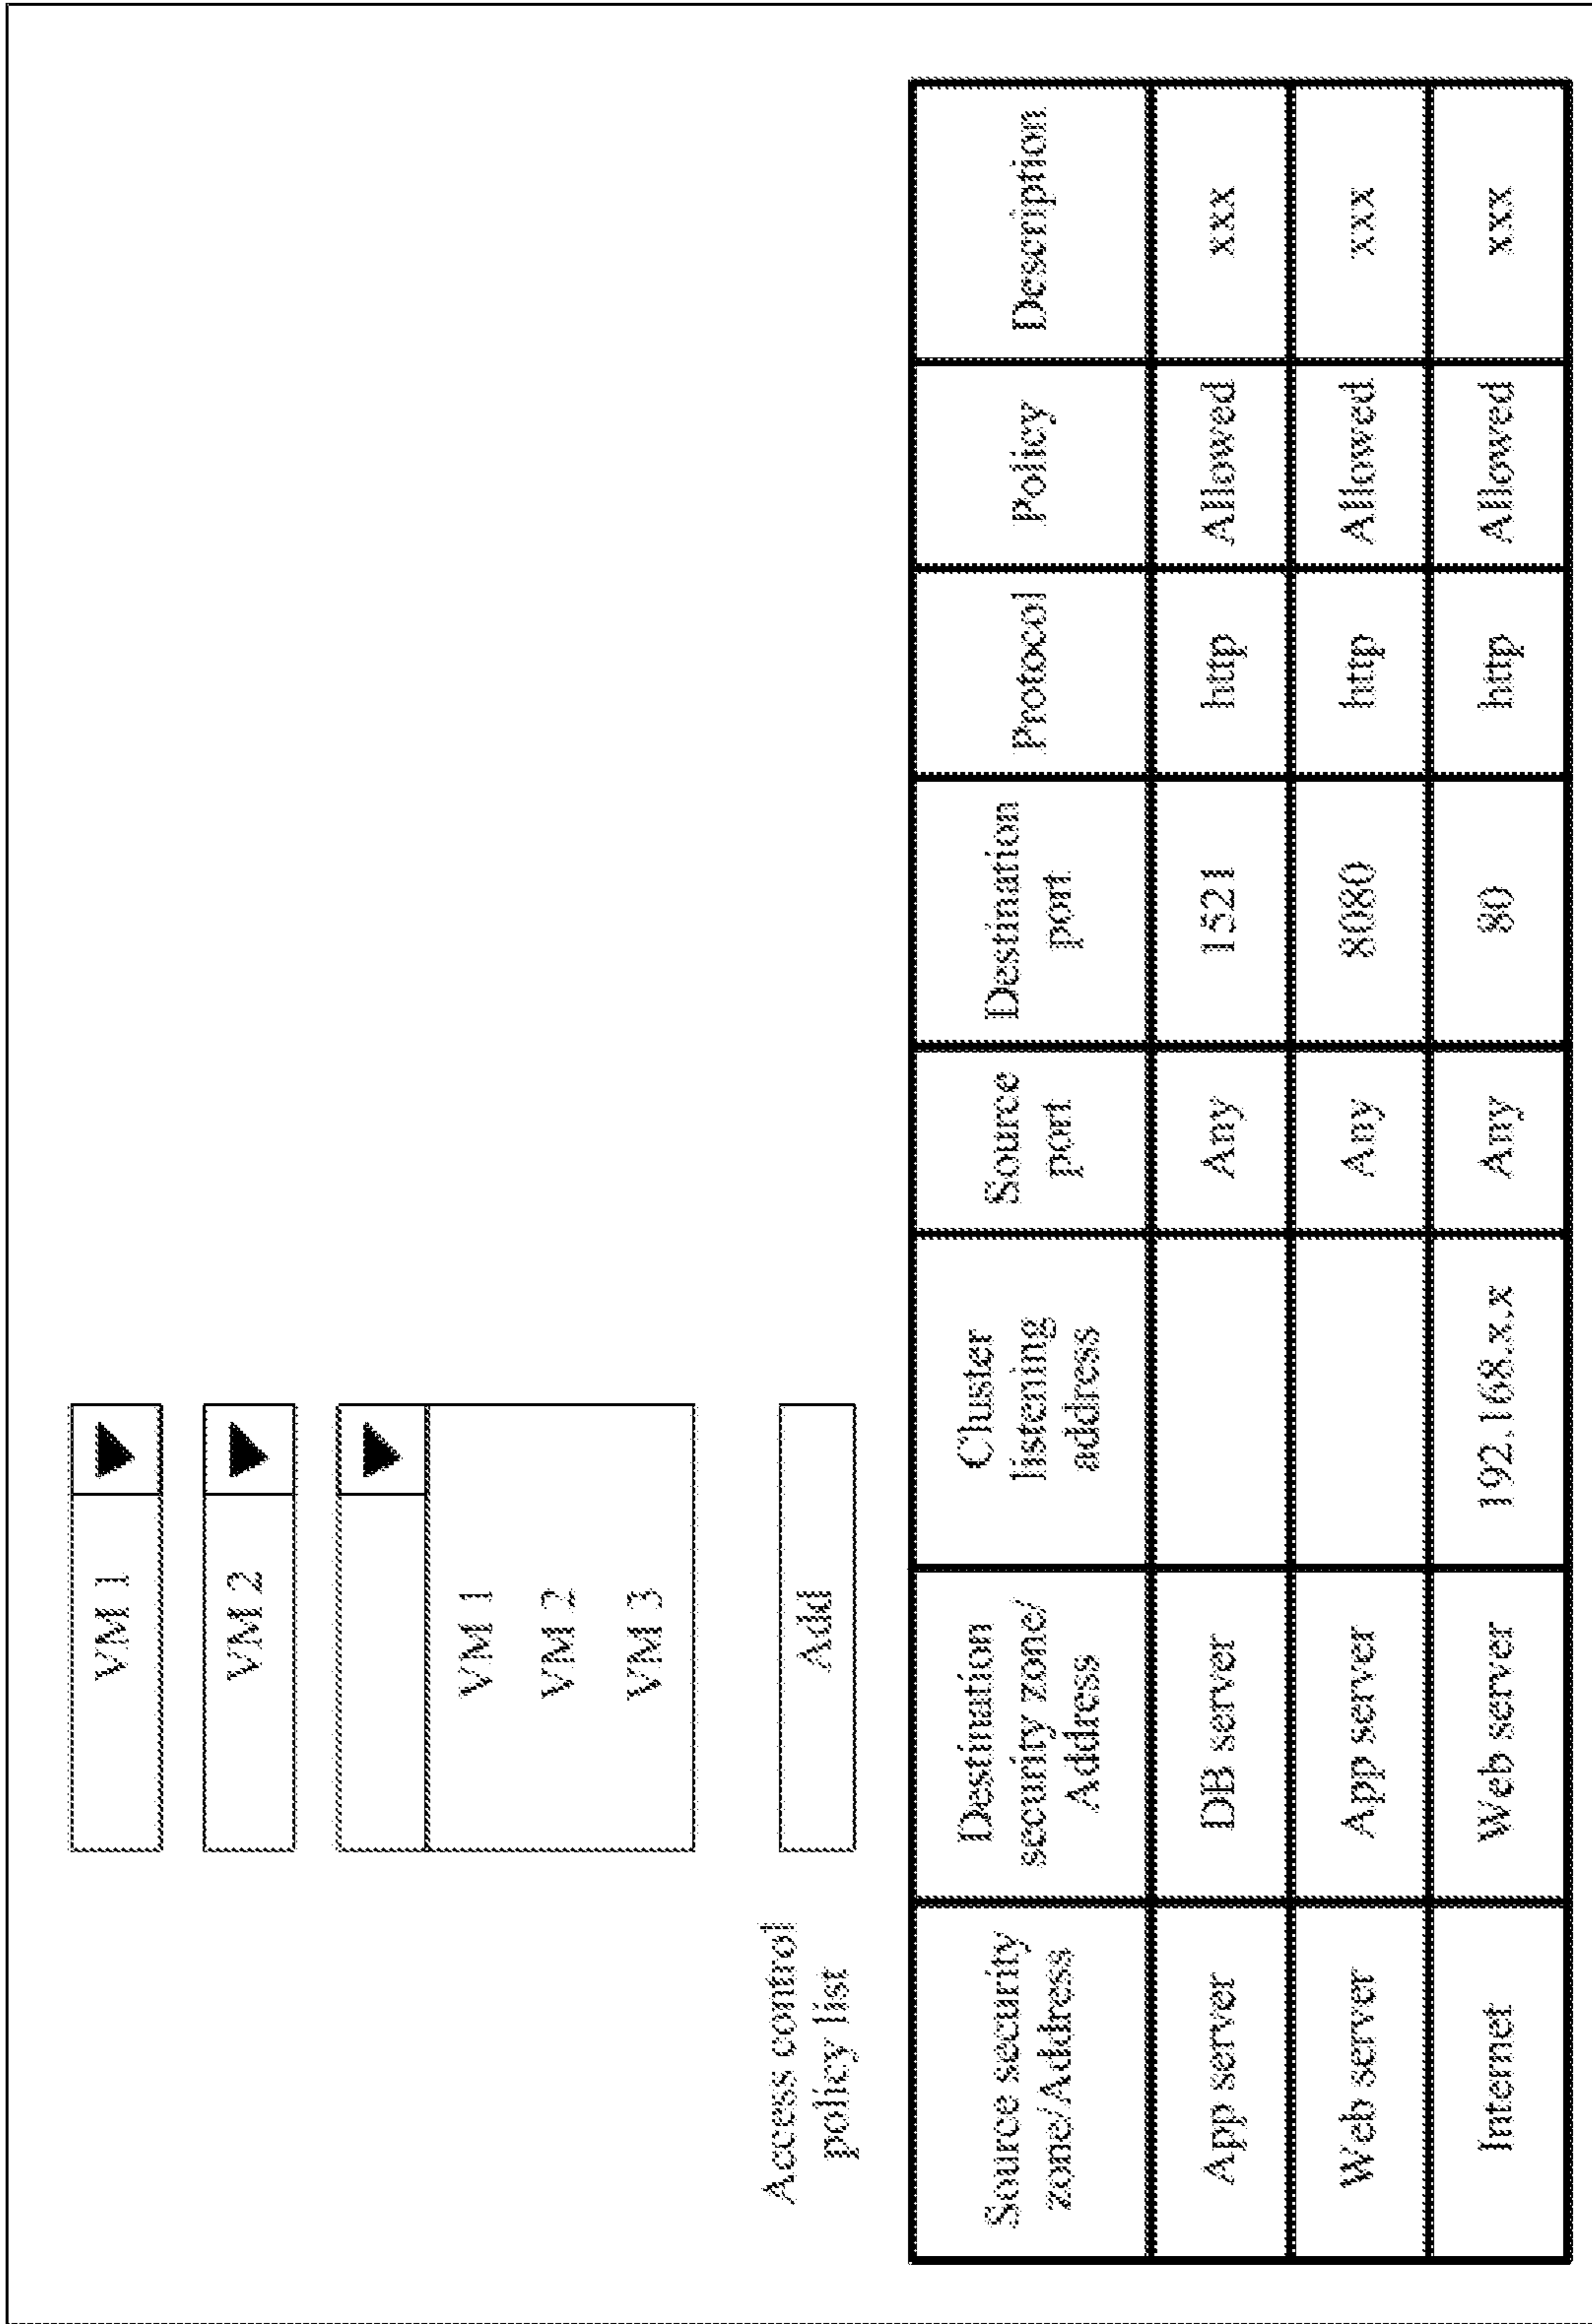 VM 1
VM 2
VM 1
VM 2
VM 3
Access control
policy list
Add
Source security
zone/Address
Destination
security zone/
Address
Cluster
listening
address
Source
port
Destination
port
Protocol
Policy
Description
App server
DB server
Any
1521
http
Allowed
xxx
Web server
App server
Any
8080
http
Allowed
xxx
Internet
Web server
192.168.x.x
Any
80
http
Allowed
xxx